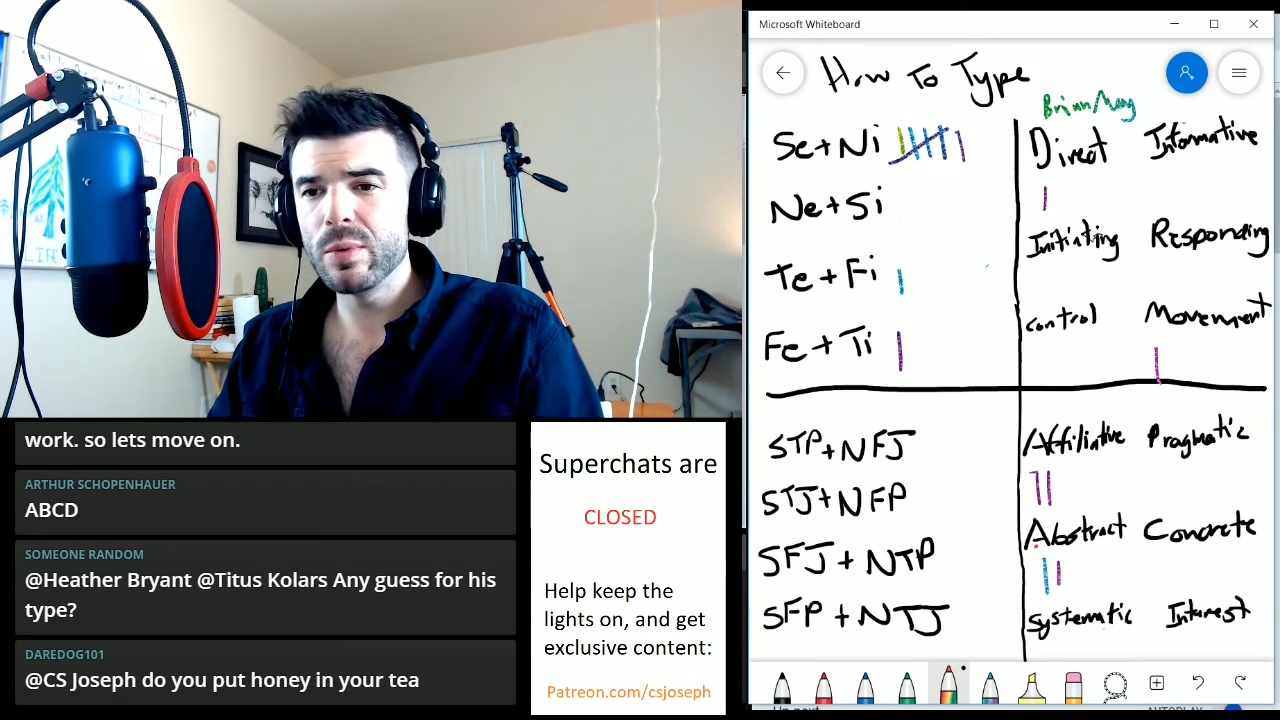 Microsoft Whiteboard
How To Type
Brian May
Se+Ni
Direct Informative
Ne+Si
Initiating Responding
Te + Fi
control Movement
Fe + Ti
STP+NFJ
Affiliative Pragmatic
STJ+NFP
Abstract Concrete
SFJ + NTP
Systematic Interest
SFP + NTJ
work. so lets move on.
ARTHUR SCHOPENHAUER
ABCD
SOMEONE RANDOM
@Heather Bryant @Titus Kolars Any guess for his
type?
DAREDOG101
@CS Joseph do you put honey in your tea
Superchats are
CLOSED
Help keep the
lights on, and get
exclusive content:
Patreon.com/csjoseph